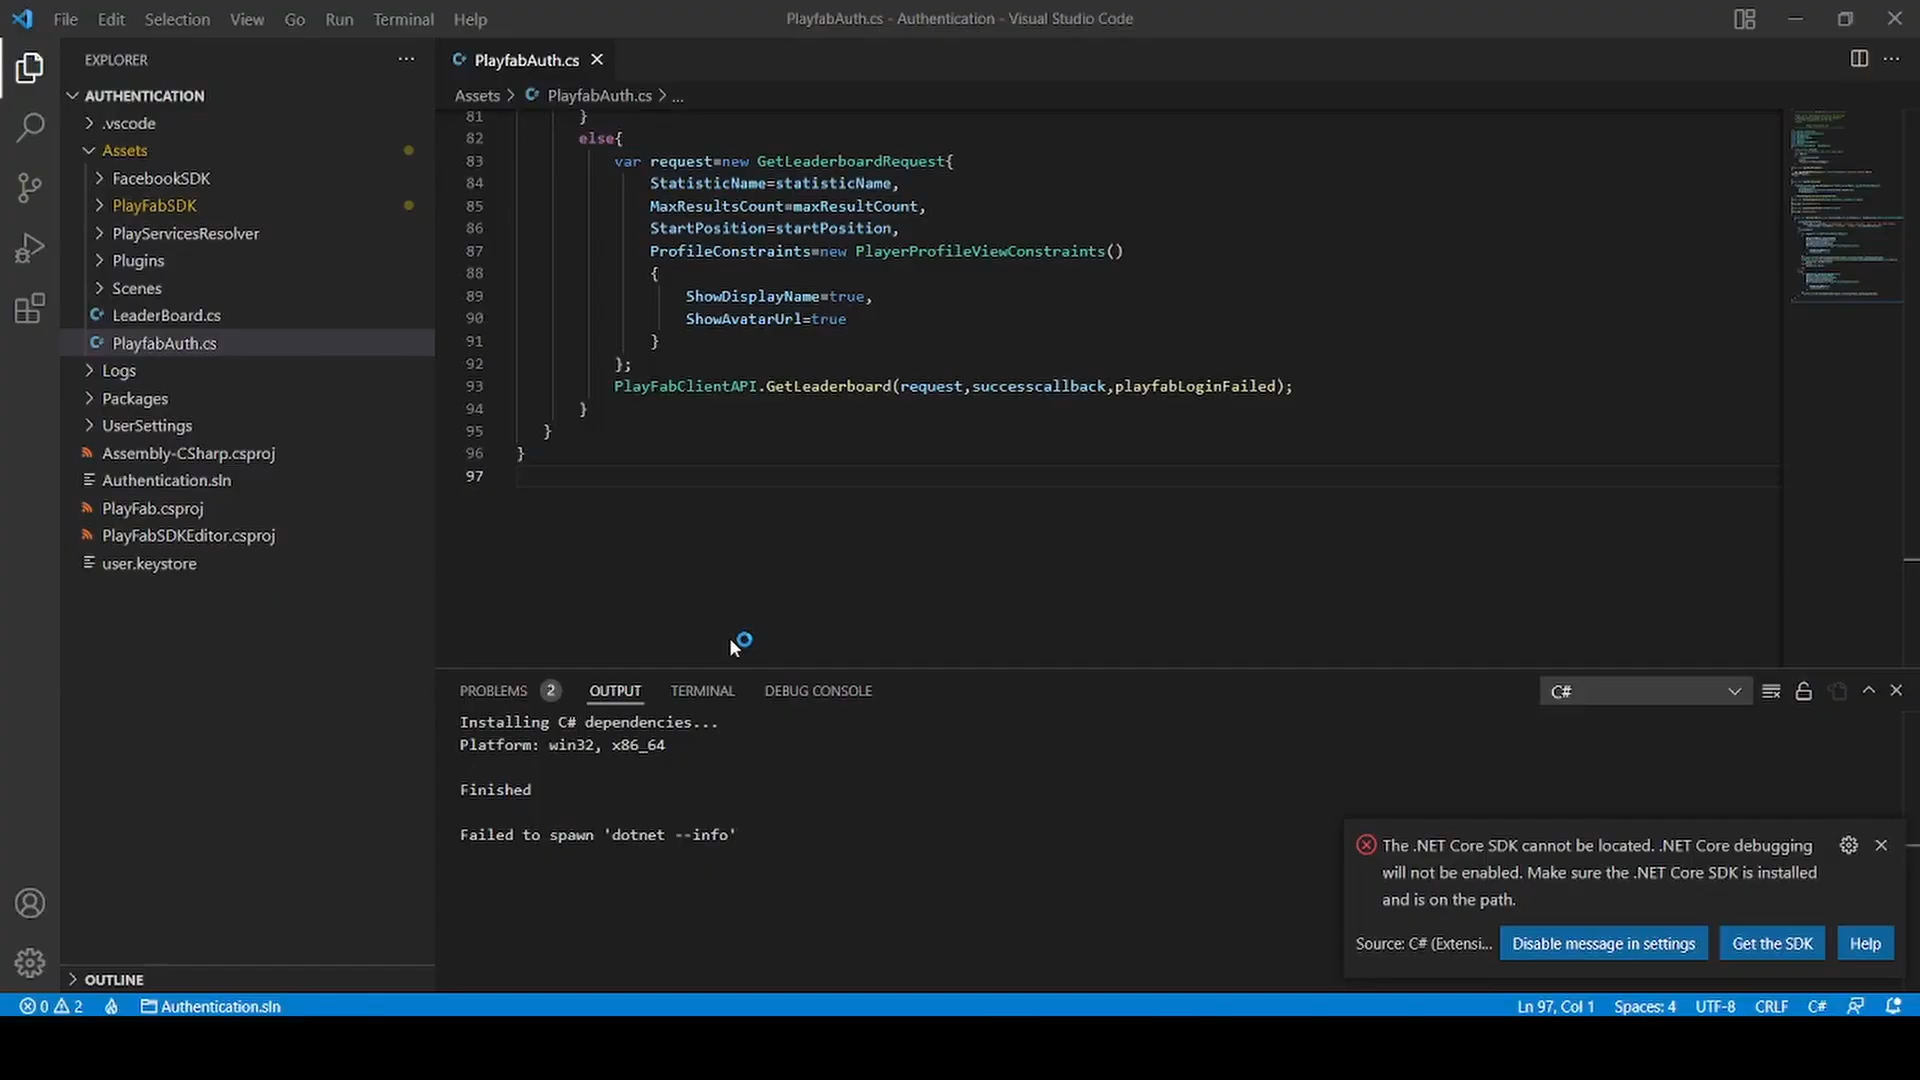 File Edit Selection View Go Run Terminal Help
PlayfabAuth.cs - Authentication - Visual Studio Code
EXPLORER
AUTHENTICATION
.vscode
Assets
FacebookSDK
PlayFabSDK
PlayServicesResolver
Plugins
Scenes
LeaderBoard.cs
PlayfabAuth.cs
Logs
Packages
UserSettings
Assembly-CSharp.csproj
Authentication.sln
PlayFab.csproj
PlayFabSDKEditor.csproj
user.keystore
OUTLINE
PlayfabAuth.cs
Assets > PlayfabAuth.cs > ...
81 }
82 else{
83 var request=new GetLeaderboardRequest{
84 StatisticName=statisticName,
85 MaxResultsCount=maxResultCount,
86 StartPosition=startPosition,
87 ProfileConstraints=new PlayerProfileViewConstraints()
88 {
89 ShowDisplayName=true,
90 ShowAvatarUrl=true
91 }
92 };
93 PlayFabClientAPI.GetLeaderboard(request,successcallback,playfabLoginFailed);
94 }
95 }
96 }
97
PROBLEMS 2 OUTPUT TERMINAL DEBUG CONSOLE
C#
Installing C# dependencies...
Platform: win32, x86_64
Finished
Failed to spawn 'dotnet --info'
The .NET Core SDK cannot be located. .NET Core debugging
will not be enabled. Make sure the .NET Core SDK is installed
and is on the path.
Source: C# (Extensi... Disable message in settings Get the SDK Help
0 2 Authentication.sln
Ln 97, Col 1 Spaces: 4 UTF-8 CRLF C#